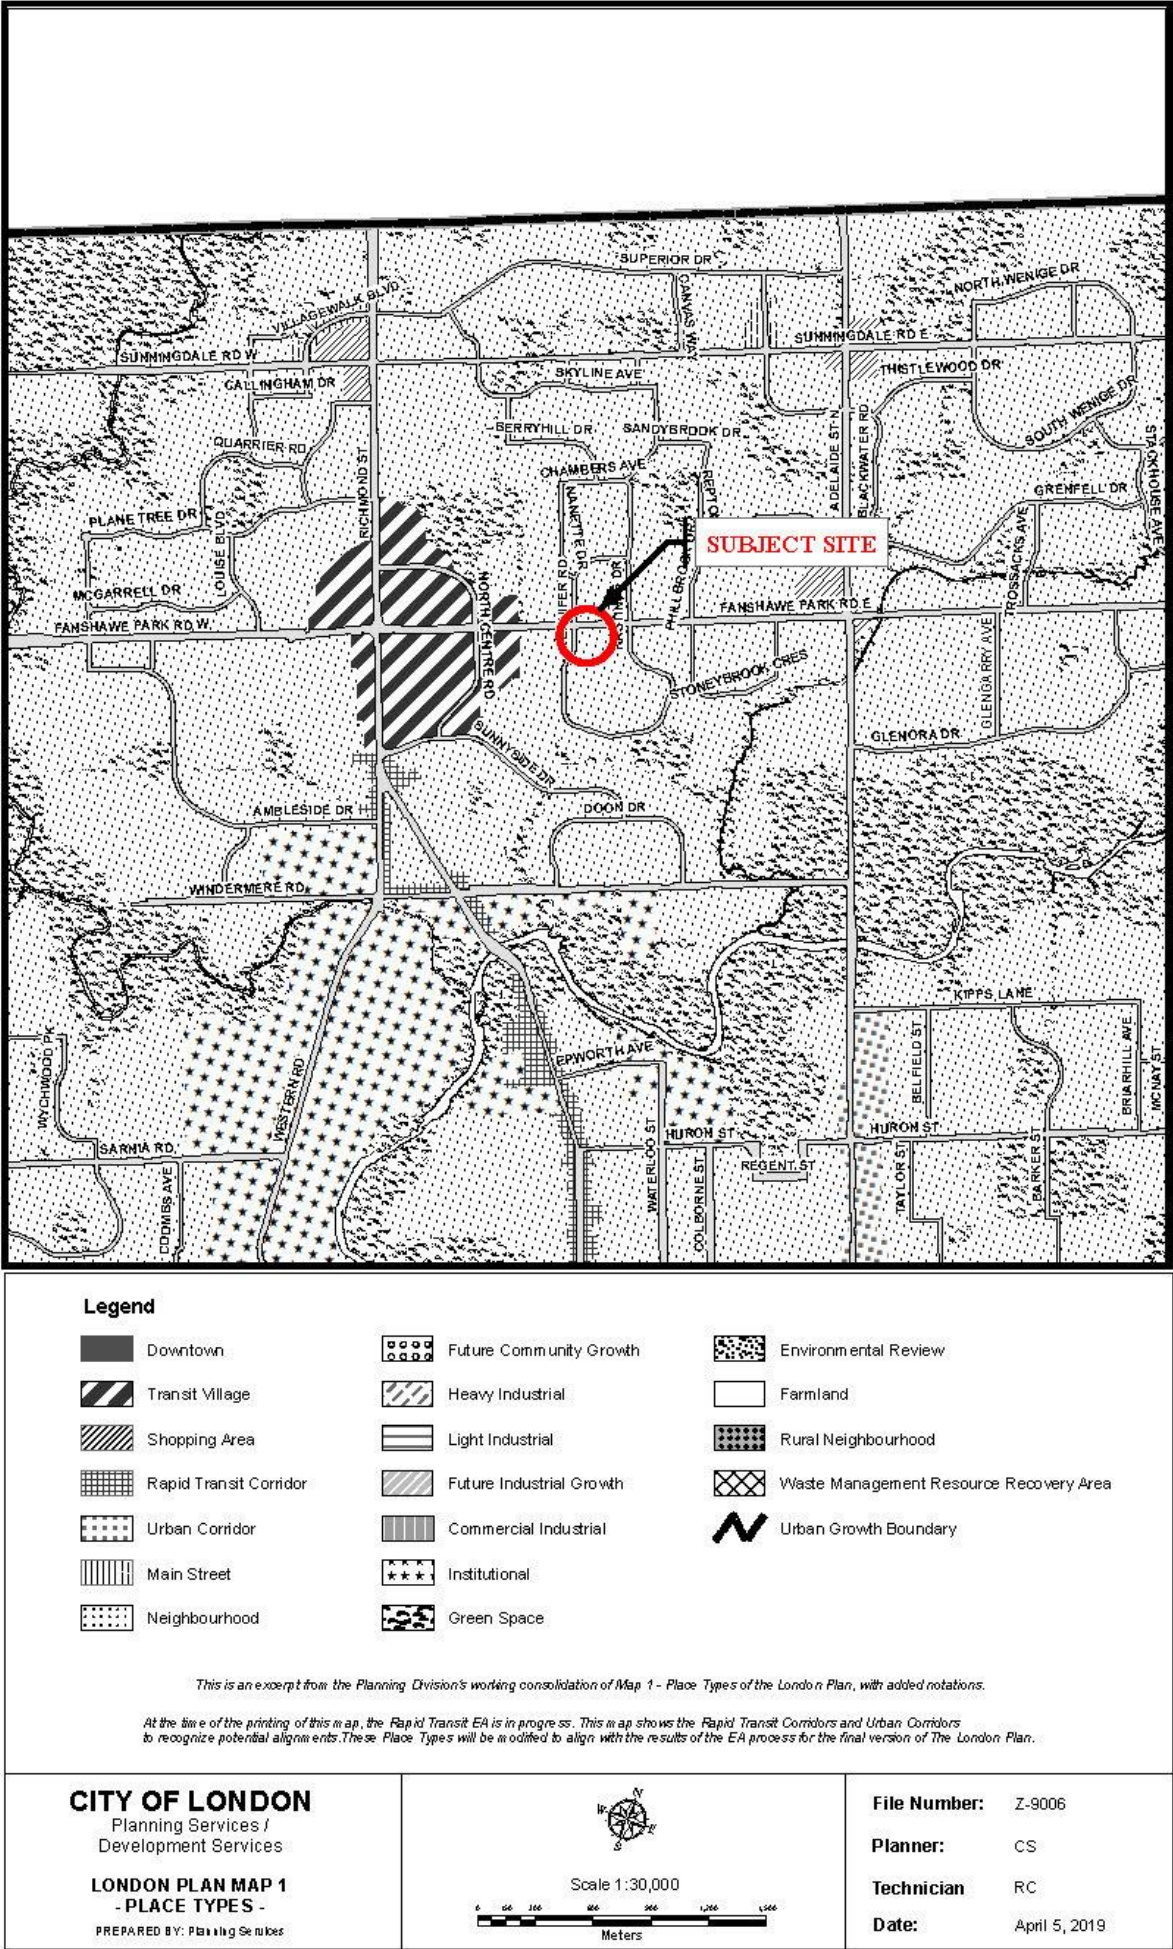 SUPERIOR DR
CANVAS WAY
NORTH WENIGE DR
VILLAGEWALK BLVD
SUNNINGDALE RD W
SUNNINGDALE RD E
CALLINGHAM DR
SKYLINE AVE
THISTLEWOOD DR
BERRYHILL DR
SANDYBROOK DR
SOUTH WENIGE DR
QUARRIER RD
CHAMBERS AVE
RICHMOND ST
ADELAIDE ST N
BLACKWATER RD
STACKHOUSE AVE
GRENFELL DR
PLANE TREE DR
LOUISE BLVD
NANETTE DR
TROSSACKS AVE
SUBJECT SITE
MCGARRELL DR
NORTH CENTRE RD
FANSHAWE PARK RD W
FANSHAWE PARK RD E
STONEYBROOK CRES
GLENGARRY AVE
GLENORA DR
SUNNYSIDE DR
AMBLESIDE DR
DOON DR
WINDERMERE RD
KIPPS LANE
WYCHWOOD PK
WESTERN RD
EPWORTH AVE
BELFIELD ST
BRIARHILL AVE
MCNAY ST
SARNIA RD
HURON ST
HURON ST
REGENT ST
COOMBS AVE
WATERLOO ST
COLBORNE ST
TAYLOR ST
BARKER ST
Legend
Downtown
Transit Village
Shopping Area
Rapid Transit Corridor
Urban Corridor
Main Street
Neighbourhood
Future Community Growth
Heavy Industrial
Light Industrial
Future Industrial Growth
Commercial Industrial
Institutional
Green Space
Environmental Review
Farmland
Rural Neighbourhood
Waste Management Resource Recovery Area
Urban Growth Boundary
This is an excerpt from the Planning Division's working consolidation of Map 1 - Place Types of the London Plan, with added notations.
At the time of the printing of this map, the Rapid Transit EA is in progress. This map shows the Rapid Transit Corridors and Urban Corridors
to recognize potential alignments. These Place Types will be modified to align with the results of the EA process for the final version of The London Plan.
CITY OF LONDON
Planning Services /
Development Services
LONDON PLAN MAP 1
- PLACE TYPES -
PREPARED BY: Planning Services
N
W
E
S
Scale 1:30,000
Meters
File Number: Z-9006
Planner: CS
Technician RC
Date: April 5, 2019